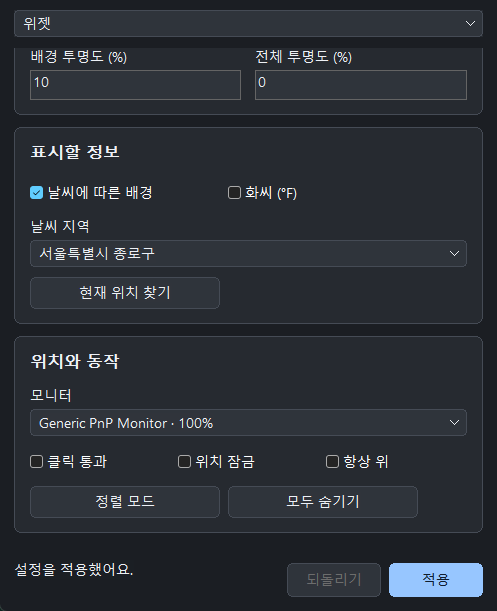 위젯
배경 투명도 (%) 전체 투명도 (%)
10 0
표시할 정보
날씨에 따른 배경 화씨 (°F)
날씨 지역
서울특별시 종로구
현재 위치 찾기
위치와 동작
모니터
Generic PnP Monitor · 100%
클릭 통과 위치 잠금 항상 위
정렬 모드 모두 숨기기
설정을 적용했어요.
되돌리기 적용